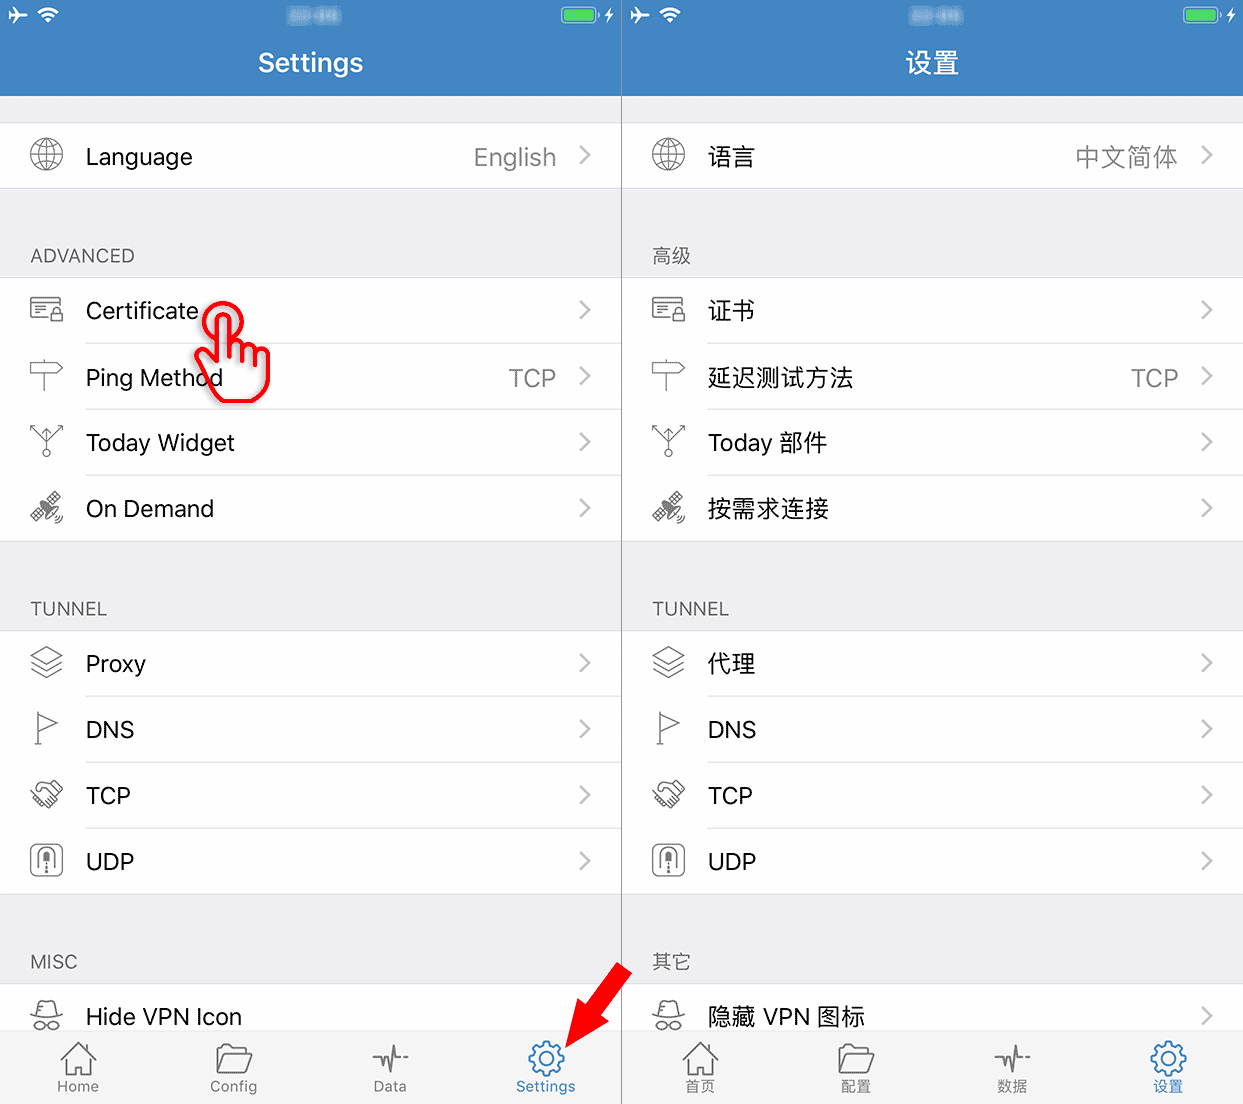 Settings
Language
English
ADVANCED
Certificate
Ping Method
TCP
Today Widget
On Demand
TUNNEL
Proxy
DNS
TCP
UDP
MISC
Hide VPN Icon
Home
Config
Data
Settings
设置
语言
中文简体
高级
证书
延迟测试方法
TCP
Today 部件
按需求连接
TUNNEL
代理
DNS
TCP
UDP
其它
隐藏 VPN 图标
首页
配置
数据
设置